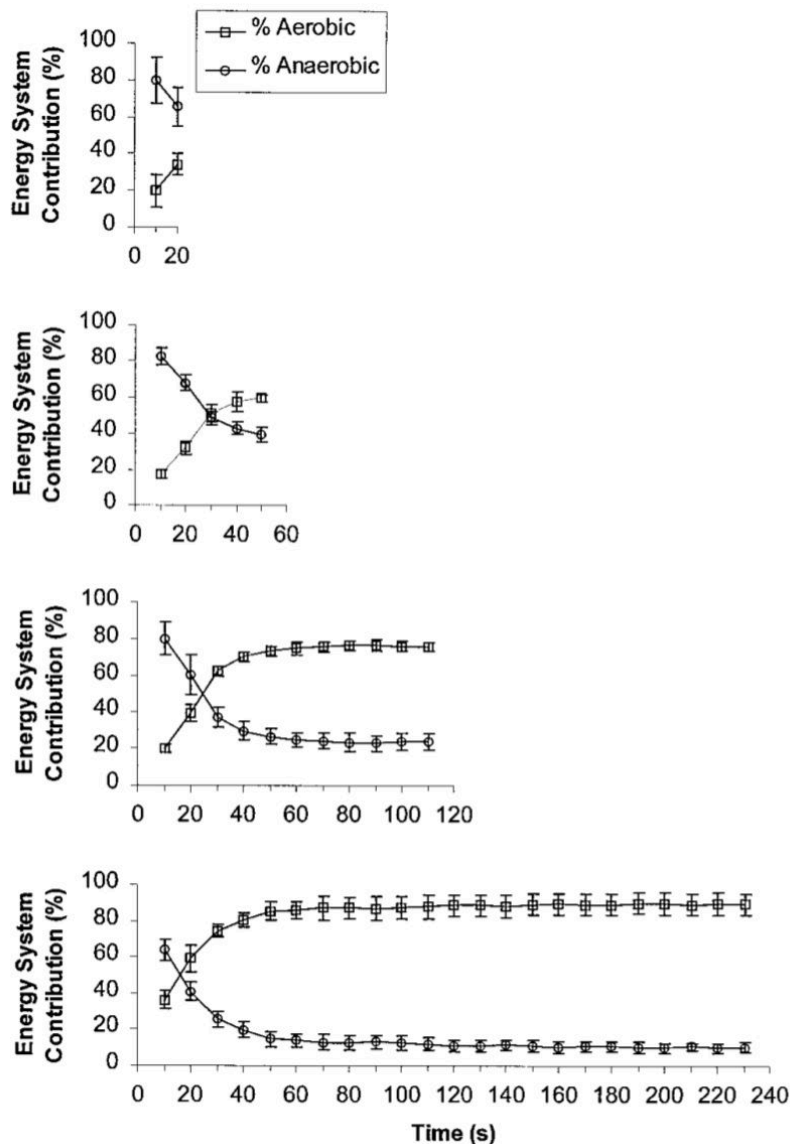 % Aerobic
% Anaerobic
Energy System
Contribution (%)
100
80
60
40
20
0
0 20
Energy System
Contribution (%)
100
80
60
40
20
0
0 20 40 60
Energy System
Contribution (%)
100
80
60
40
20
0
0 20 40 60 80 100 120
Energy System
Contribution (%)
100
80
60
40
20
0
0 20 40 60 80 100 120 140 160 180 200 220 240
Time (s)